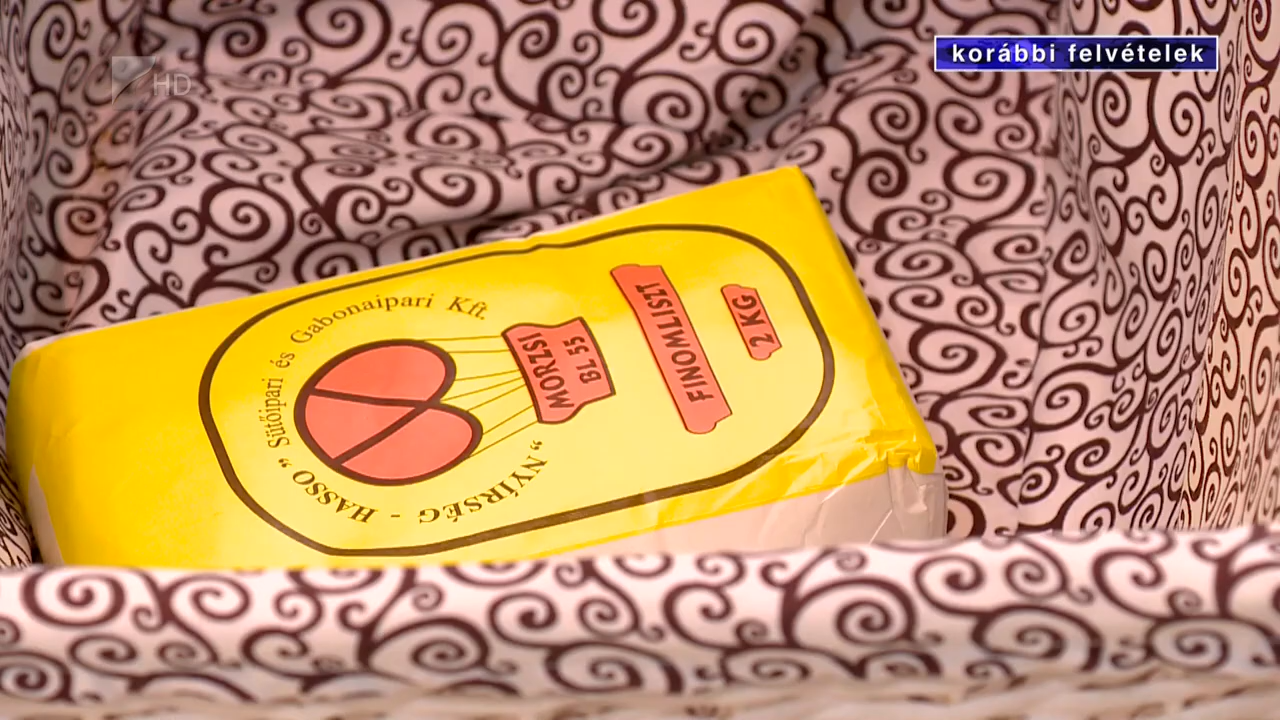 korábbi felvételek
HD
„NYÍRSÉG - HASSO„ Sütőipari és Gabonaipari Kft.
MORZSI
BL 55
FINOMLISZT
2 KG